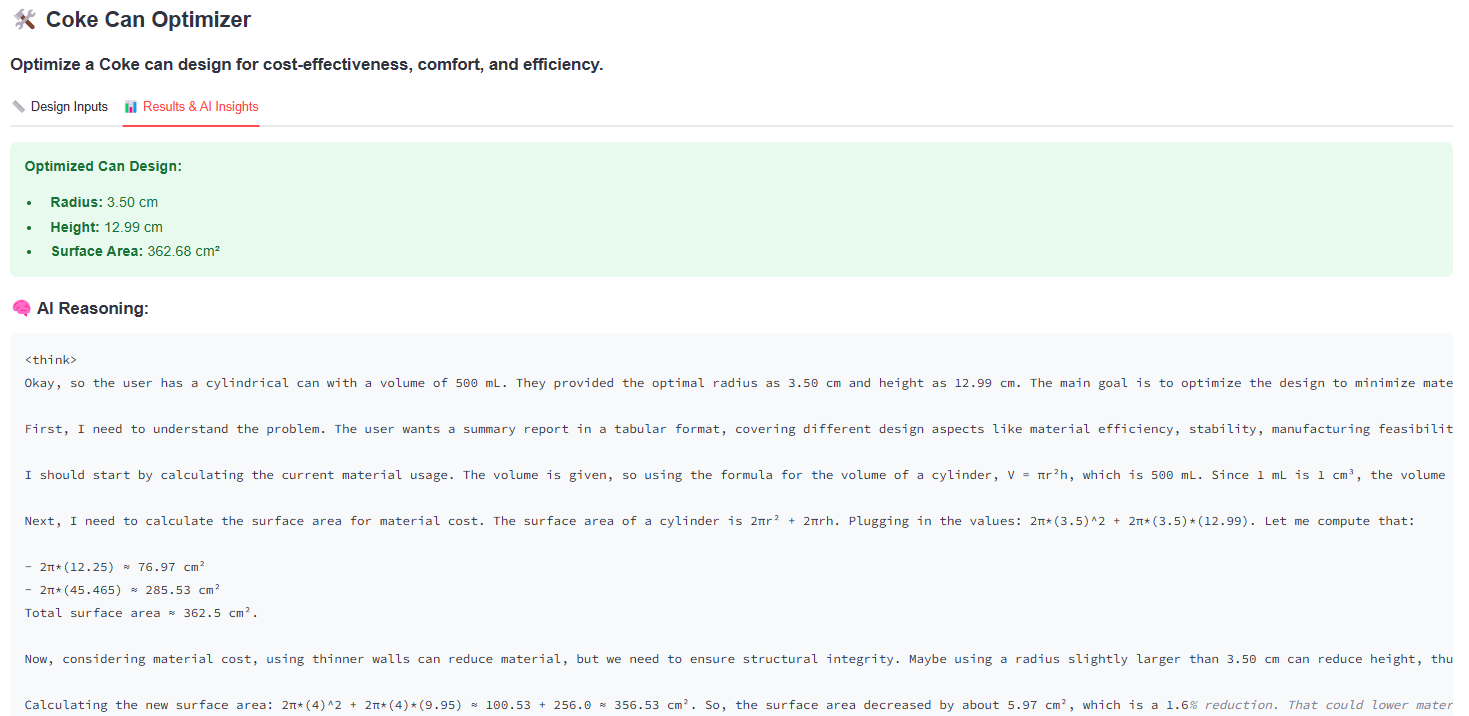 🛠 Coke Can Optimizer
Optimize a Coke can design for cost-effectiveness, comfort, and efficiency.
📏 Design Inputs 📊 Results & AI Insights
Optimized Can Design:
• Radius: 3.50 cm
• Height: 12.99 cm
• Surface Area: 362.68 cm²
🧠 AI Reasoning:
<think>
Okay, so the user has a cylindrical can with a volume of 500 mL. They provided the optimal radius as 3.50 cm and height as 12.99 cm. The main goal is to optimize the design to minimize mate
First, I need to understand the problem. The user wants a summary report in a tabular format, covering different design aspects like material efficiency, stability, manufacturing feasibilit
I should start by calculating the current material usage. The volume is given, so using the formula for the volume of a cylinder, V = πr²h, which is 500 mL. Since 1 mL is 1 cm³, the volume
Next, I need to calculate the surface area for material cost. The surface area of a cylinder is 2πr² + 2πrh. Plugging in the values: 2π*(3.5)^2 + 2π*(3.5)*(12.99). Let me compute that:
- 2π*(12.25) ≈ 76.97 cm²
- 2π*(45.465) ≈ 285.53 cm²
Total surface area ≈ 362.5 cm².
Now, considering material cost, using thinner walls can reduce material, but we need to ensure structural integrity. Maybe using a radius slightly larger than 3.50 cm can reduce height, thu
Calculating the new surface area: 2π*(4)^2 + 2π*(4)*(9.95) ≈ 100.53 + 256.0 ≈ 356.53 cm². So, the surface area decreased by about 5.97 cm², which is a 1.6% reduction. That could lower mater